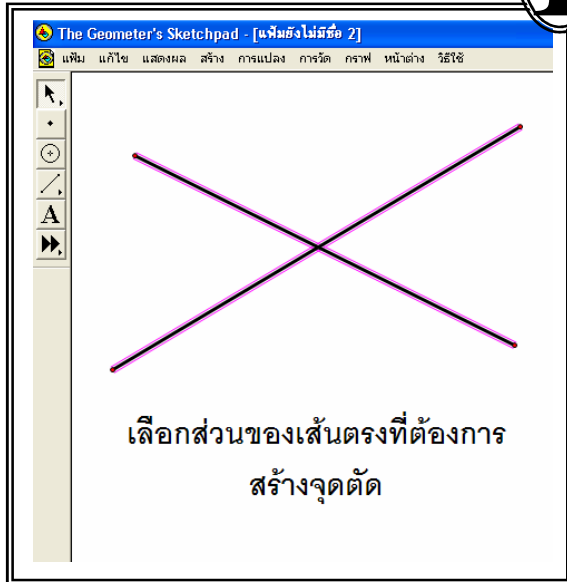 The Geometer's Sketchpad - [แฟ้มยังไม่มีชื่อ 2]
แฟ้ม แก้ไข แสดงผล สร้าง การแปลง การวัด กราฟ หน้าต่าง วิธีใช้
A
เลือกส่วนของเส้นตรงที่ต้องการ
สร้างจุดตัด